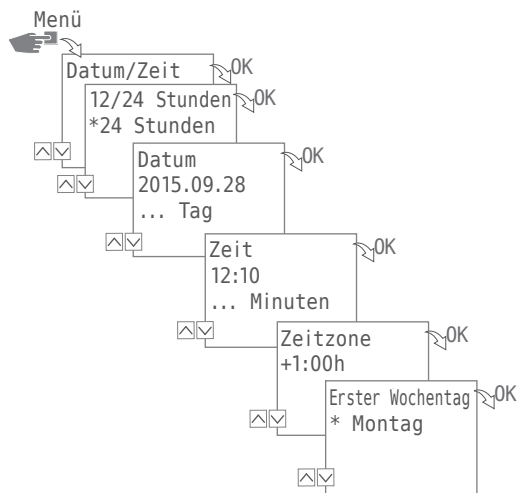 Menü
Datum/Zeit OK
12/24 Stunden OK
*24 Stunden
Datum OK
2015.09.28
... Tag
Zeit OK
12:10
... Minuten
Zeitzone OK
+1:00h
Erster Wochentag OK
* Montag